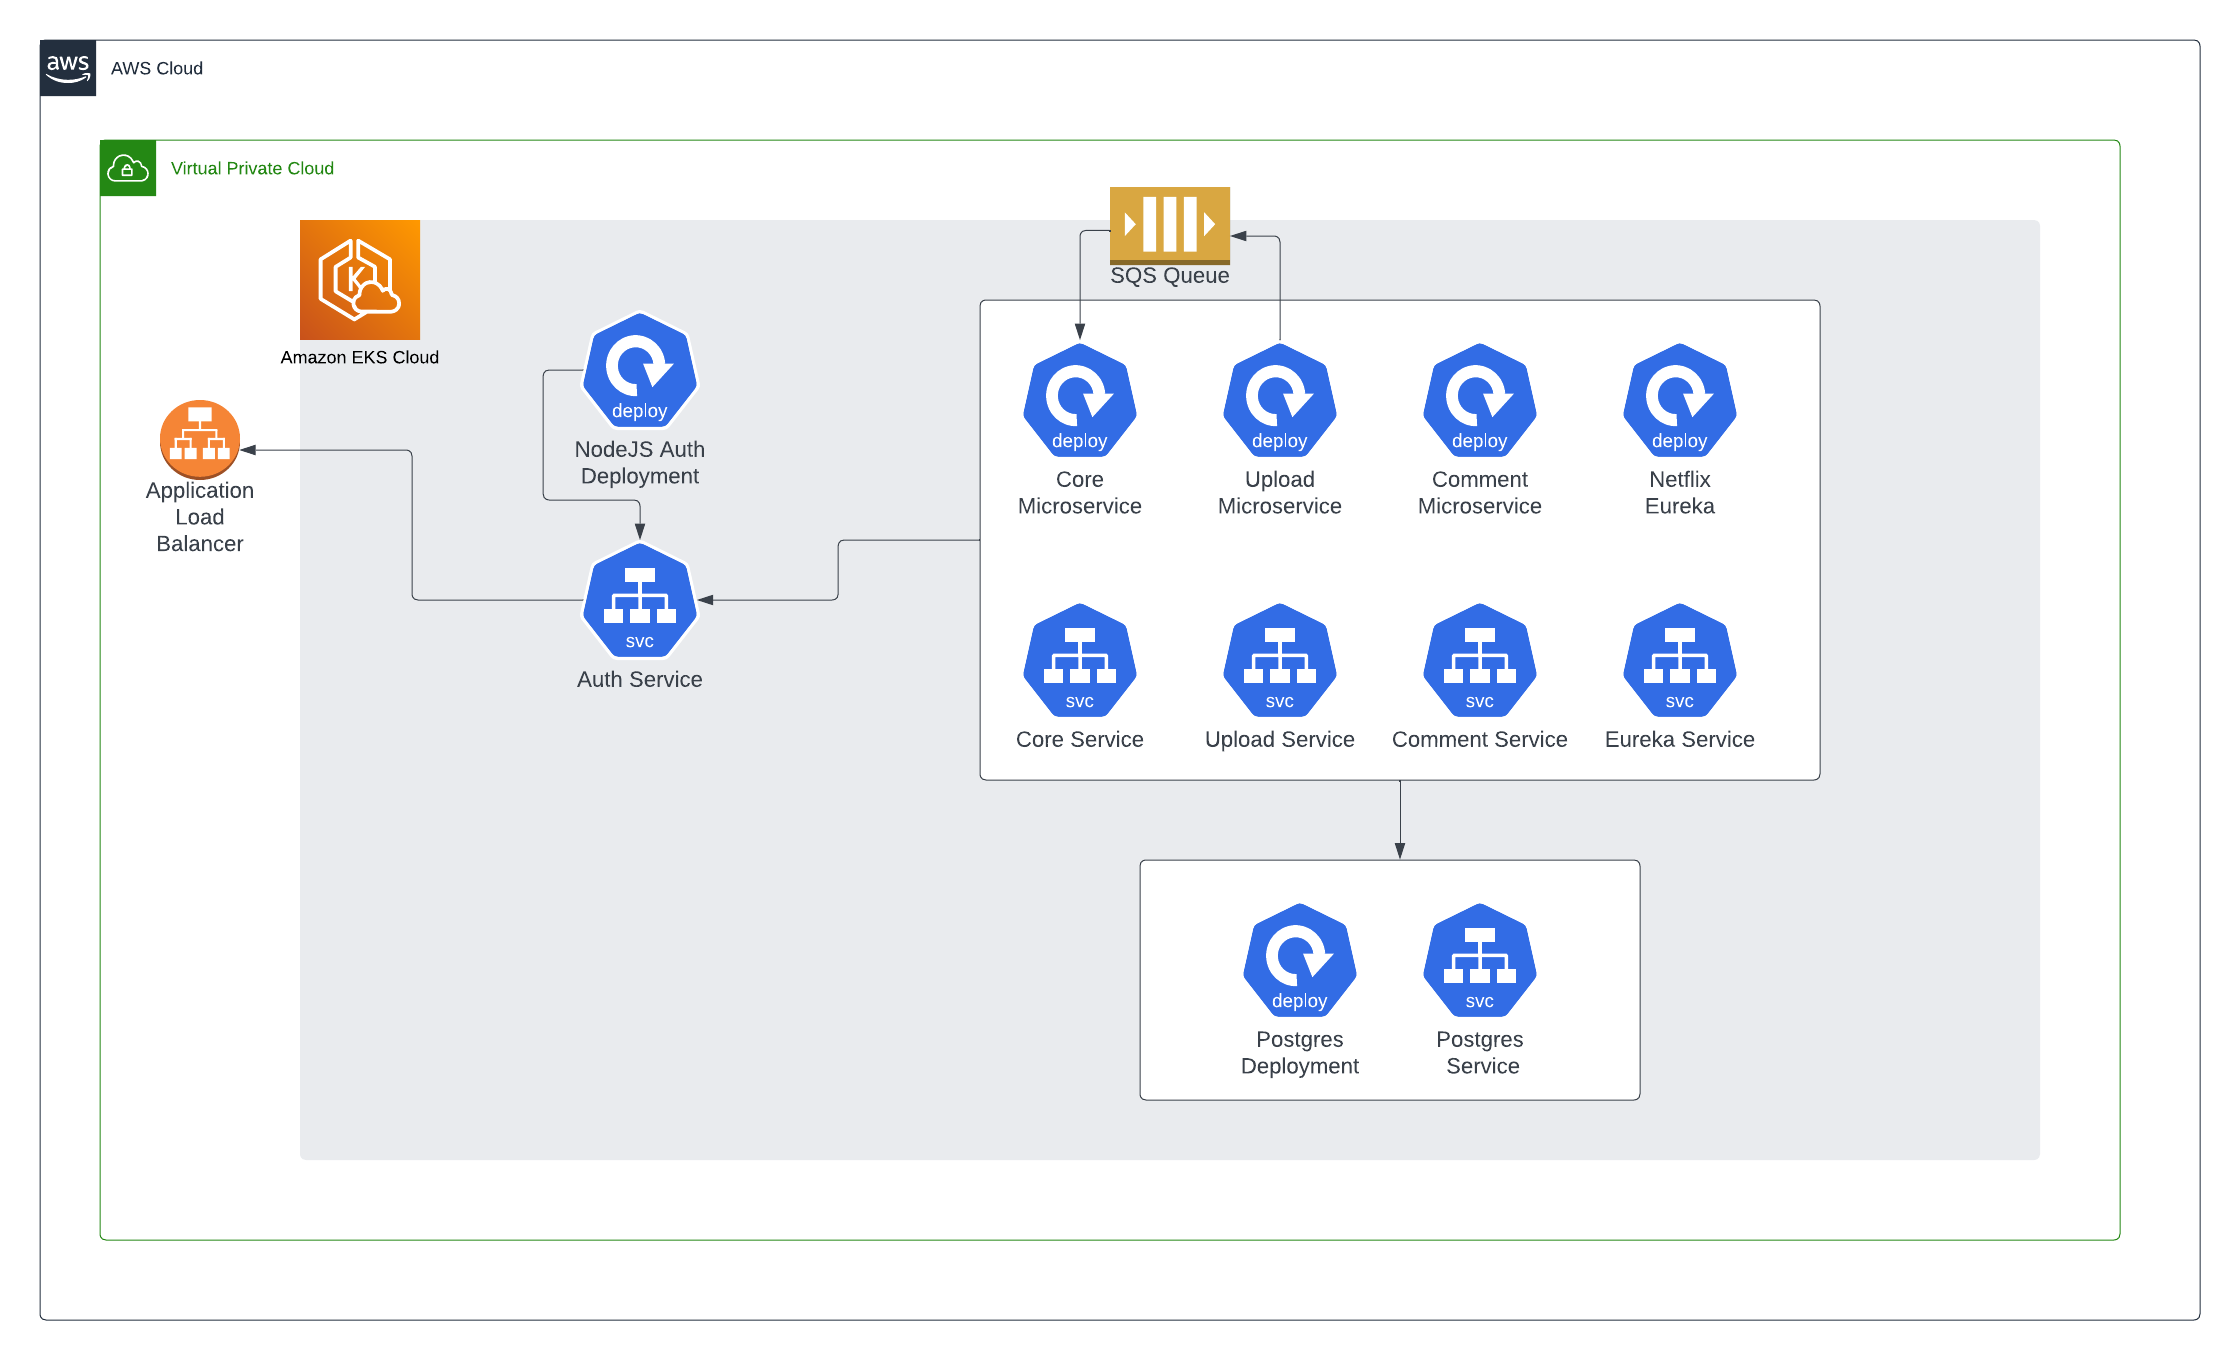 aws
AWS Cloud
Virtual Private Cloud
SQS Queue
K
Amazon EKS Cloud
deploy
NodeJS Auth
Deployment
Application
Load
Balancer
svc
Auth Service
deploy
Core
Microservice
deploy
Upload
Microservice
deploy
Comment
Microservice
deploy
Netflix
Eureka
svc
Core Service
svc
Upload Service
svc
Comment Service
svc
Eureka Service
deploy
Postgres
Deployment
svc
Postgres
Service